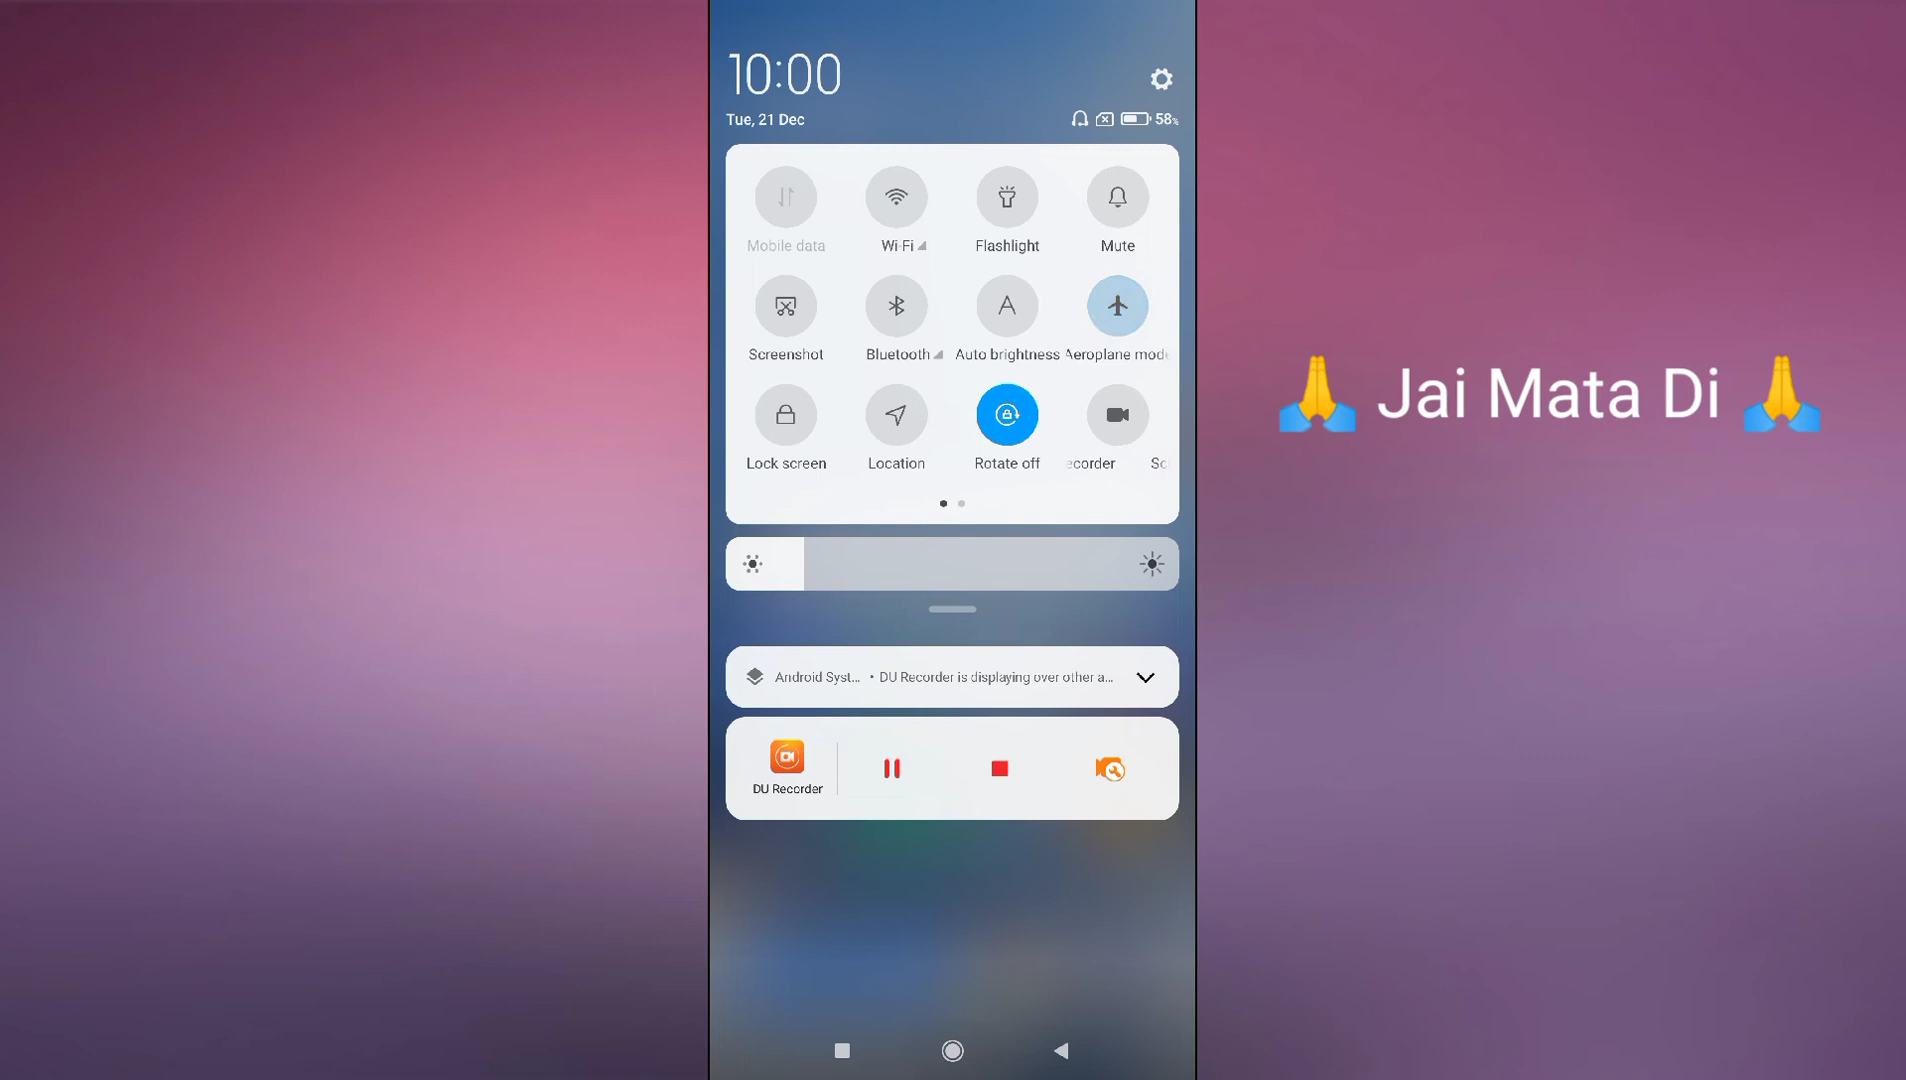 10:00
Tue, 21 Dec
58%
Mobile data
Wi-Fi
Flashlight
Mute
Screenshot
Bluetooth
Auto brightness
Aeroplane mode
Lock screen
Location
Rotate off
ecorder Sc
Android Syst... • DU Recorder is displaying over other a...
DU Recorder
🙏 Jai Mata Di 🙏